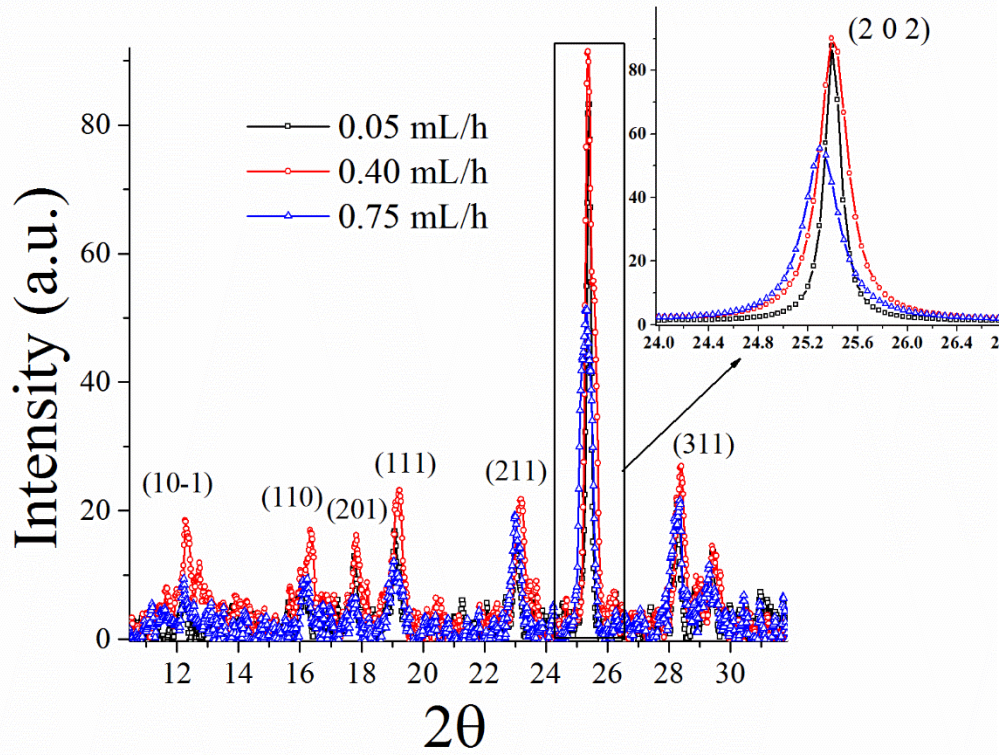 (2 0 2)
80
60
40
20
0
24.0 24.4 24.8 25.2 25.6 26.0 26.4
0.05 mL/h
0.40 mL/h
0.75 mL/h
Intensity (a.u.)
80
60
40
20
0
(10-1)
(110)
(201)
(111)
(211)
(311)
12 14 16 18 20 22 24 26 28 30
2θ